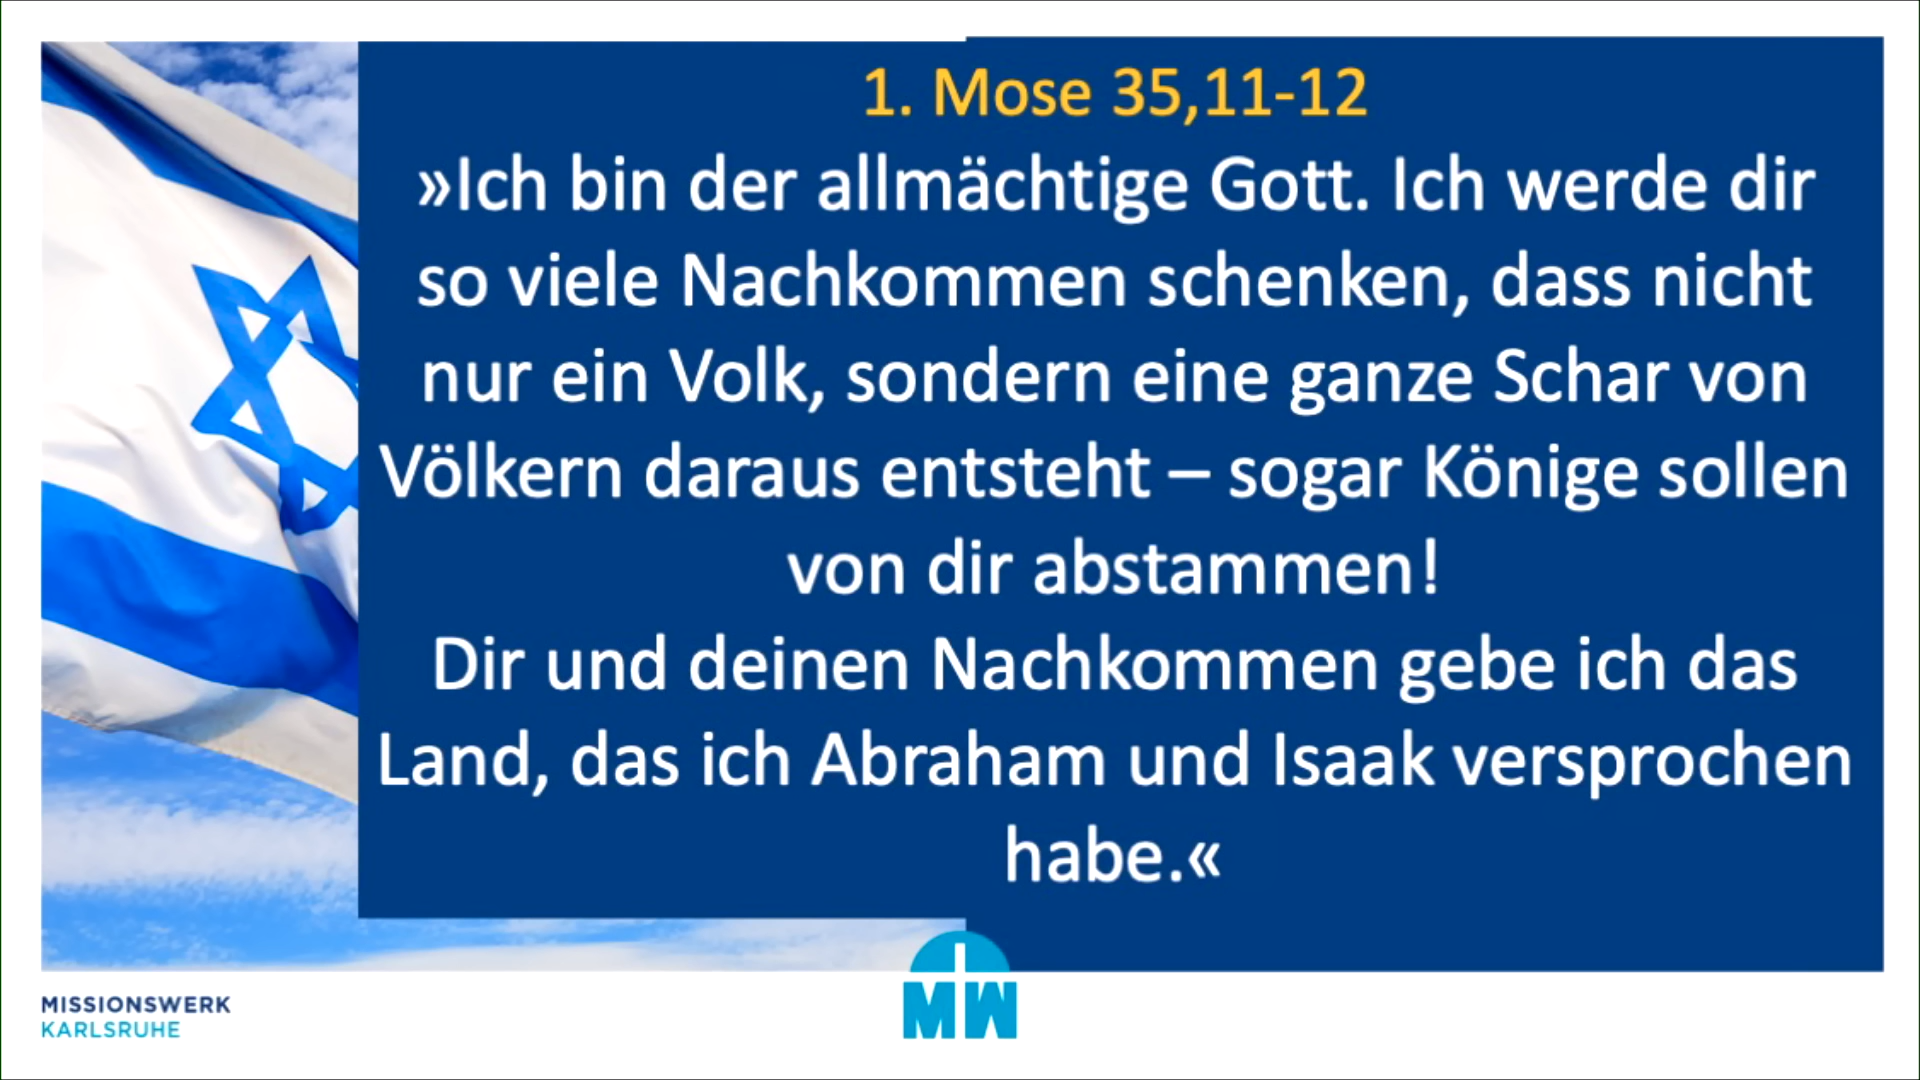 1. Mose 35,11-12
»Ich bin der allmächtige Gott. Ich werde dir
so viele Nachkommen schenken, dass nicht
nur ein Volk, sondern eine ganze Schar von
Völkern daraus entsteht – sogar Könige sollen
von dir abstammen!
Dir und deinen Nachkommen gebe ich das
Land, das ich Abraham und Isaak versprochen
habe.«
MISSIONSWERK
KARLSRUHE
MW